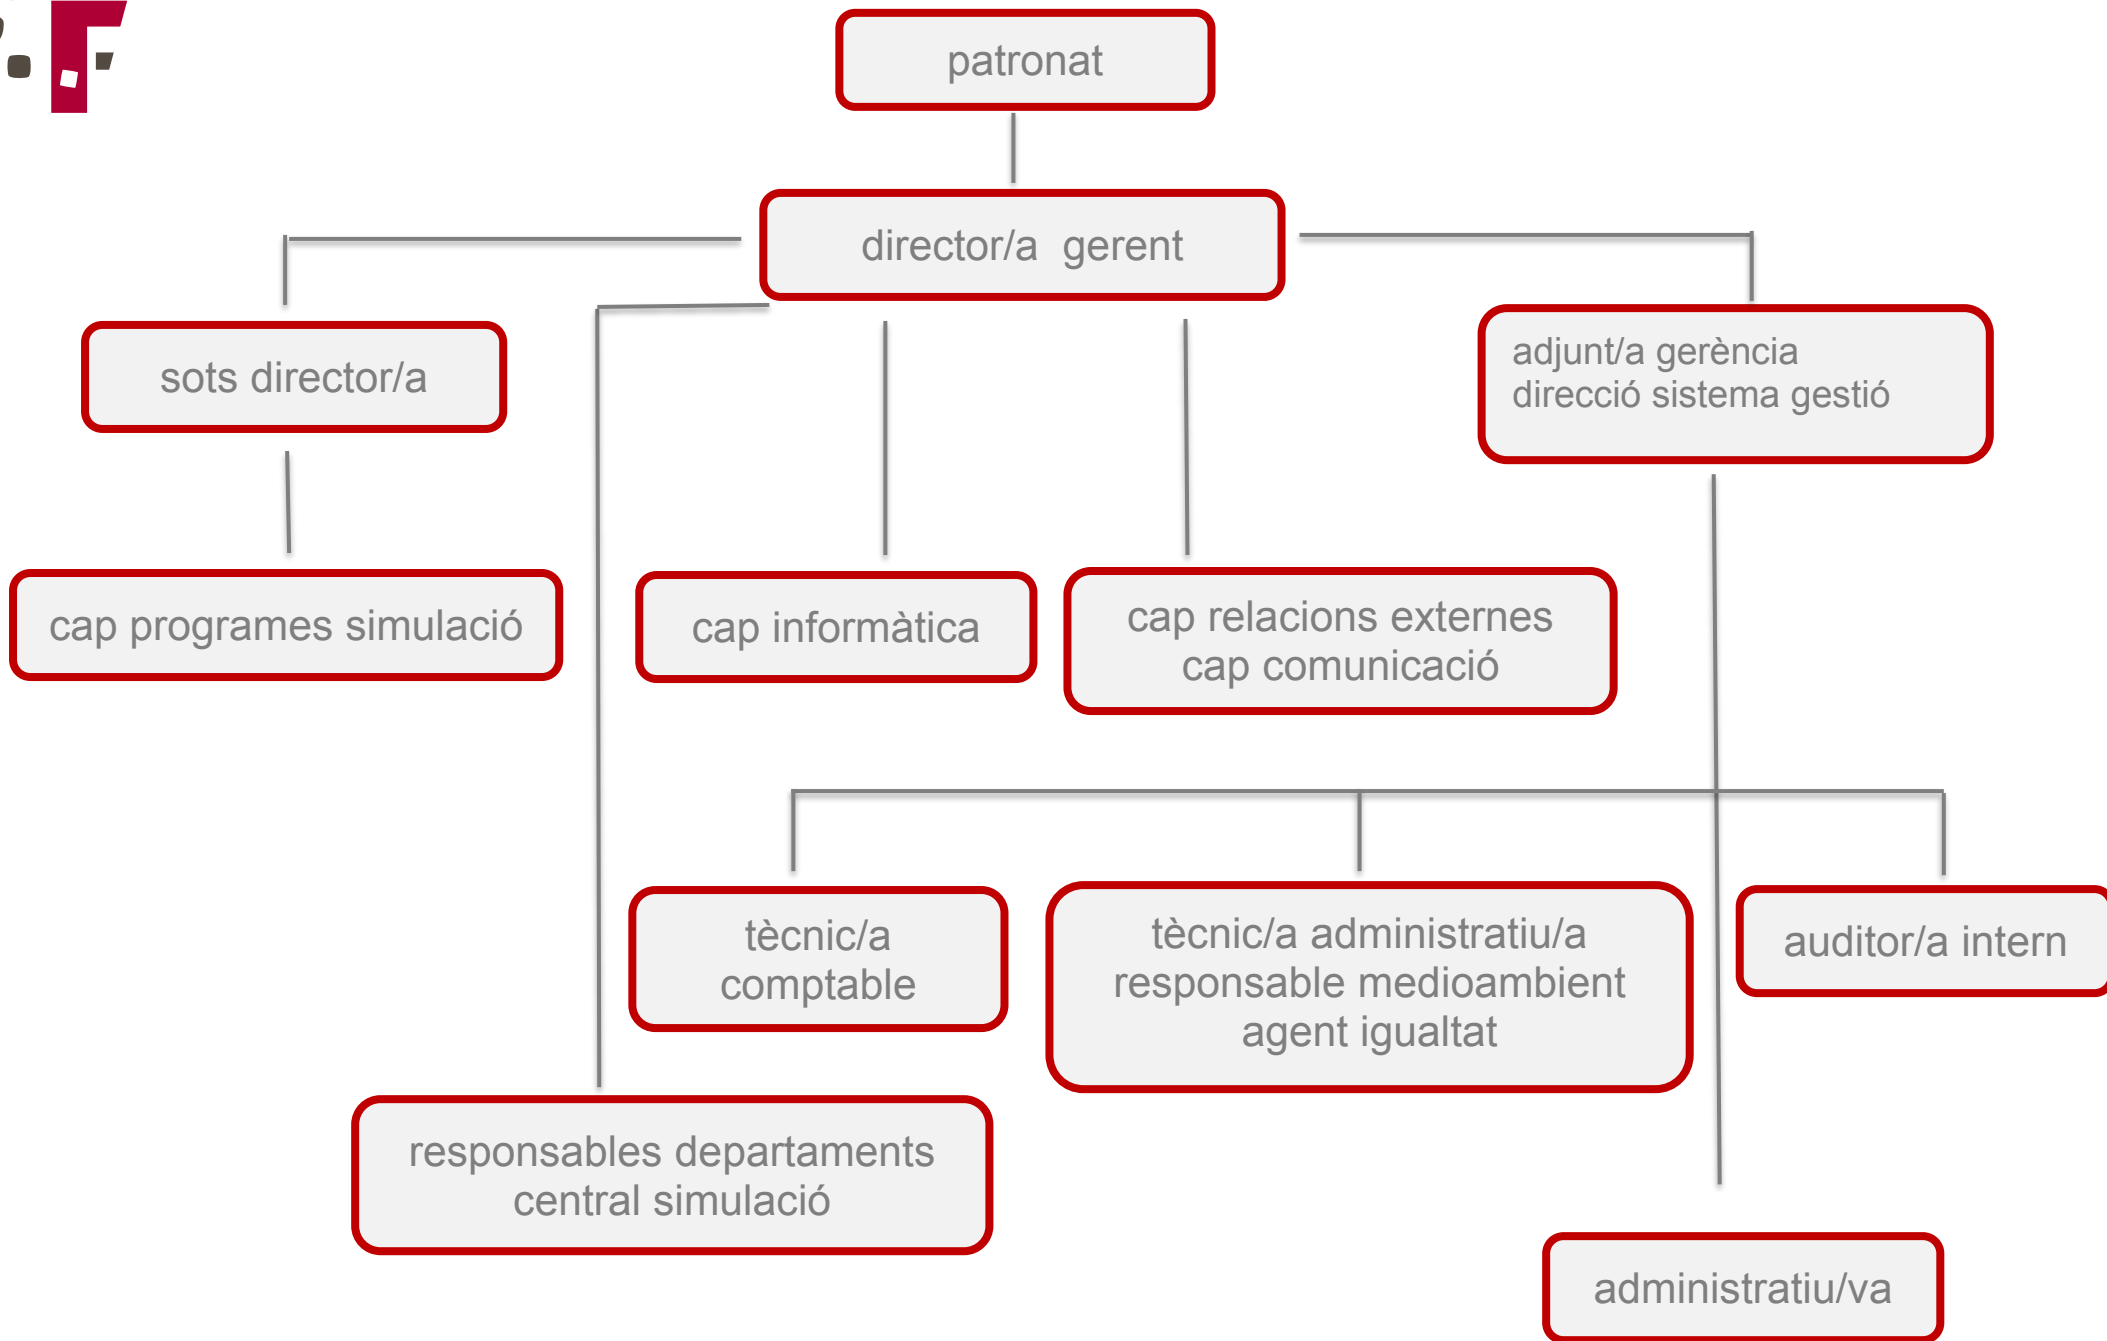 patronat
director/a gerent
sots director/a
adjunt/a gerència
direcció sistema gestió
cap programes simulació
cap informàtica
cap relacions externes
cap comunicació
tècnic/a
comptable
tècnic/a administratiu/a
responsable medioambient
agent igualtat
auditor/a intern
responsables departaments
central simulació
administratiu/va